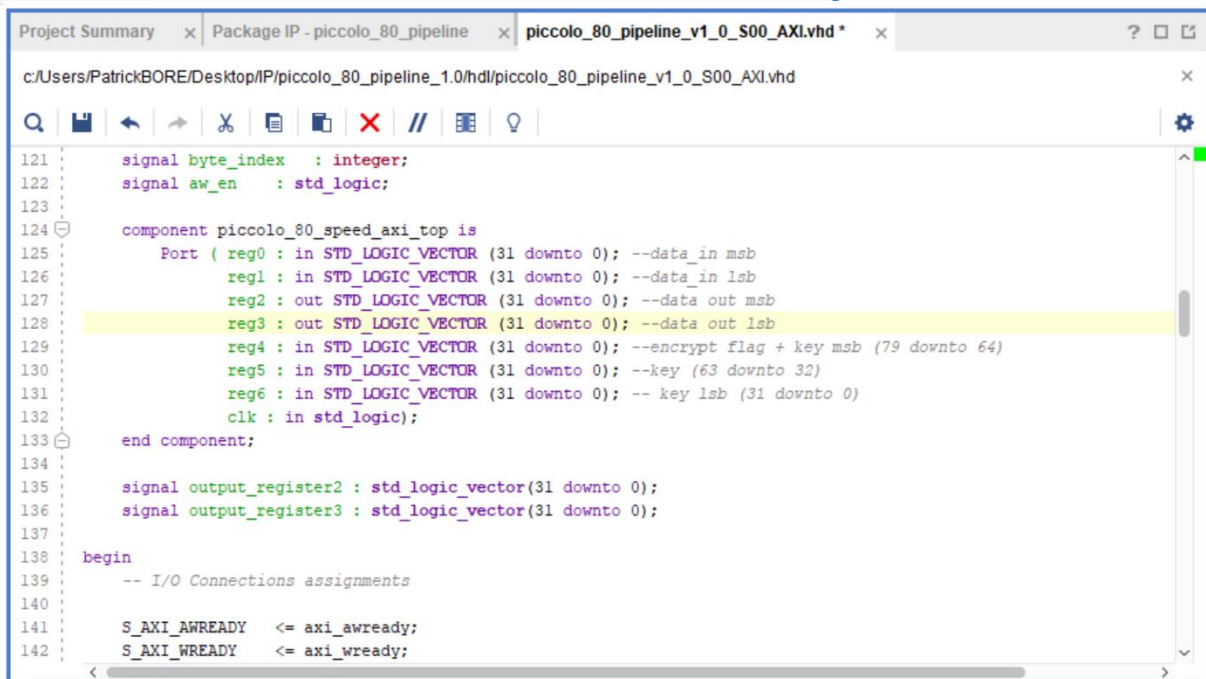 Project Summary × Package IP - piccolo_80_pipeline × piccolo_80_pipeline_v1_0_S00_AXI.vhd * × ?
c:/Users/PatrickBORE/Desktop/IP/piccolo_80_pipeline_1.0/hdl/piccolo_80_pipeline_v1_0_S00_AXI.vhd ×
121 signal byte_index : integer;
122 signal aw_en : std_logic;
123
124 component piccolo_80_speed_axi_top is
125 Port ( reg0 : in STD_LOGIC_VECTOR (31 downto 0); --data_in msb
126 reg1 : in STD_LOGIC_VECTOR (31 downto 0); --data_in lsb
127 reg2 : out STD_LOGIC_VECTOR (31 downto 0); --data out msb
128 reg3 : out STD_LOGIC_VECTOR (31 downto 0); --data out lsb
129 reg4 : in STD_LOGIC_VECTOR (31 downto 0); --encrypt flag + key msb (79 downto 64)
130 reg5 : in STD_LOGIC_VECTOR (31 downto 0); --key (63 downto 32)
131 reg6 : in STD_LOGIC_VECTOR (31 downto 0); -- key lsb (31 downto 0)
132 clk : in std_logic);
133 end component;
134
135 signal output_register2 : std_logic_vector(31 downto 0);
136 signal output_register3 : std_logic_vector(31 downto 0);
137
138 begin
139 -- I/O Connections assignments
140
141 S_AXI_AWREADY <= axi_awready;
142 S_AXI_WREADY <= axi_wready;